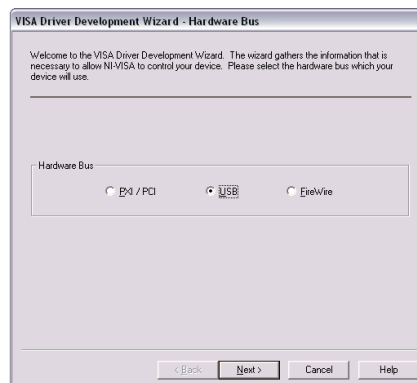 VISA Driver Development Wizard - Hardware Bus
Welcome to the VISA Driver Development Wizard. The wizard gathers the information that is
necessary to allow NI-VISA to control your device. Please select the hardware bus which your
device will use.
Hardware Bus
PXI / PCI
USB
FireWire
< Back
Next >
Cancel
Help